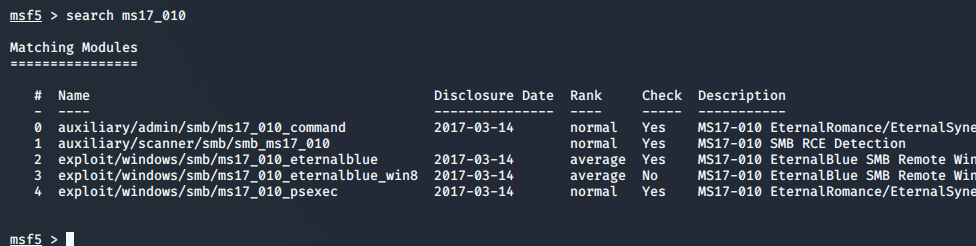 msf5 > search ms17_010
Matching Modules
================
#  Name                                      Disclosure Date  Rank     Check  Description
-  ----                                      ---------------  ----     -----  -----------
0  auxiliary/admin/smb/ms17_010_command      2017-03-14       normal   Yes    MS17-010 EternalRomance/EternalSyne
1  auxiliary/scanner/smb/smb_ms17_010                         normal   Yes    MS17-010 SMB RCE Detection
2  exploit/windows/smb/ms17_010_eternalblue  2017-03-14       average  Yes    MS17-010 EternalBlue SMB Remote Win
3  exploit/windows/smb/ms17_010_eternalblue_win8  2017-03-14  average  No     MS17-010 EternalBlue SMB Remote Win
4  exploit/windows/smb/ms17_010_psexec       2017-03-14       normal   Yes    MS17-010 EternalRomance/EternalSyne
msf5 >